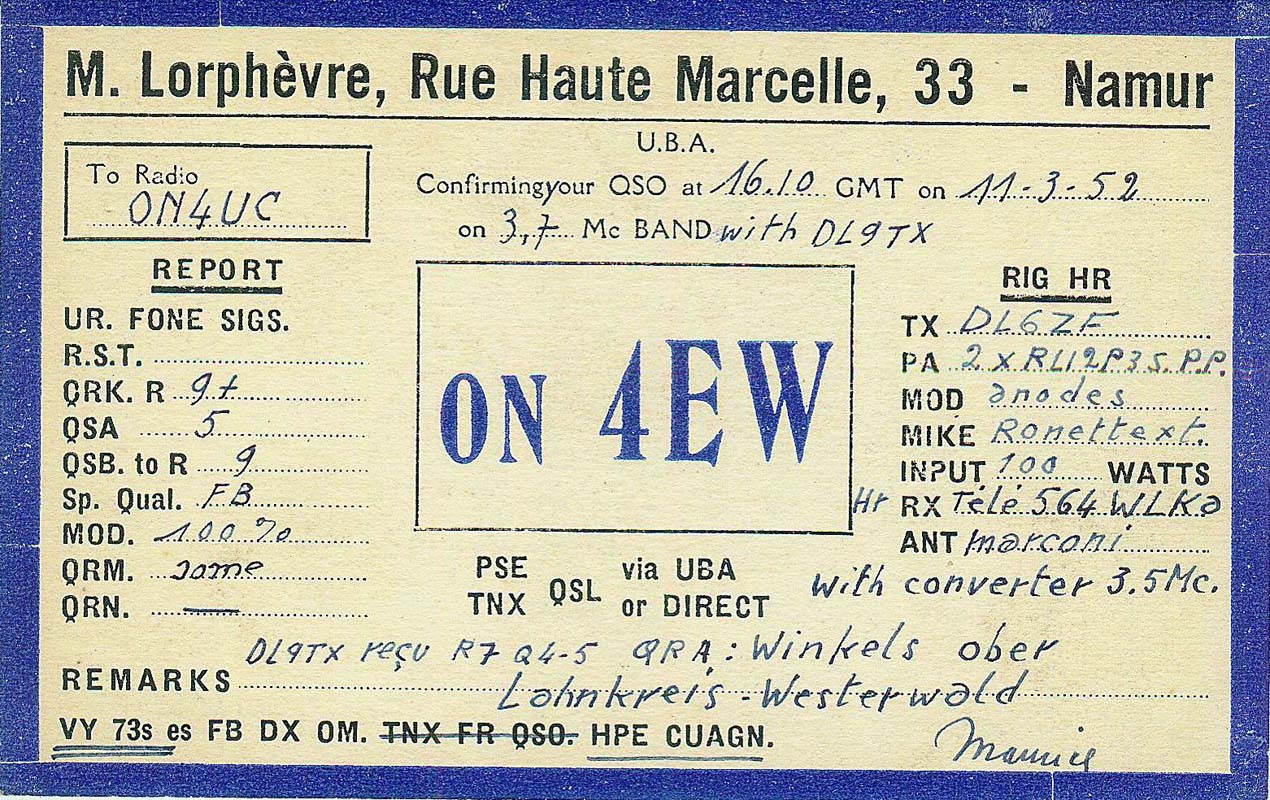 M. Lorphèvre, Rue Haute Marcelle, 33 - Namur
U.B.A.
To Radio
ON4UC
Confirmingyour QSO at 16.10 GMT on 11-3-52
on 3,7 Mc BAND with DL9TX
REPORT
UR. FONE SIGS.
R.S.T.
QRK. R 9+
QSA 5
QSB. to R 9
Sp. Qual. FB
MOD. 100%
QRM. some
QRN. —
ON 4EW
RIG HR
TX DL6ZF
PA 2 x RL12P35. P.P.
MOD anodes
MIKE Ronettext.
INPUT 100 WATTS
Hr RX Télé 564 WLKa
ANT marconi
with converter 3.5Mc.
PSE
TNX
QSL
via UBA
or DIRECT
DL9TX reçu R7 Q4-5 QRA: Winkels ober
REMARKS Lahnkreis - Westerwald
VY 73s es FB DX OM. TNX FR QSO. HPE CUAGN.
Maurice